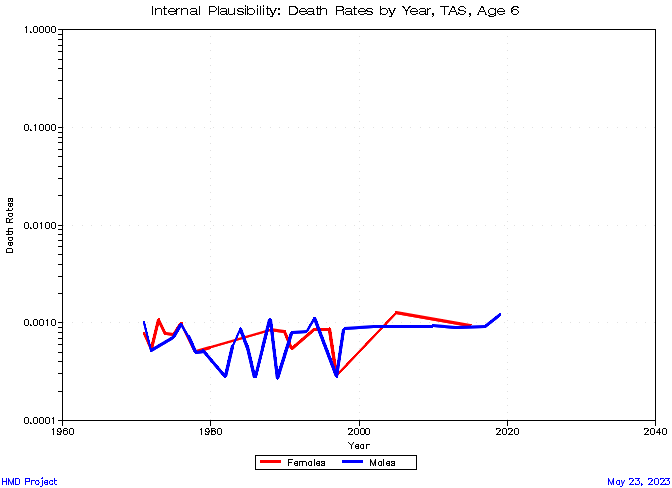 Internal Plausibility: Death Rates by Year, TAS, Age 6
1.0000
0.1000
0.0100
0.0010
0.0001
Death Rates
1960 1980 2000 2020 2040
Year
Females Males
HMD Project May 23, 2023